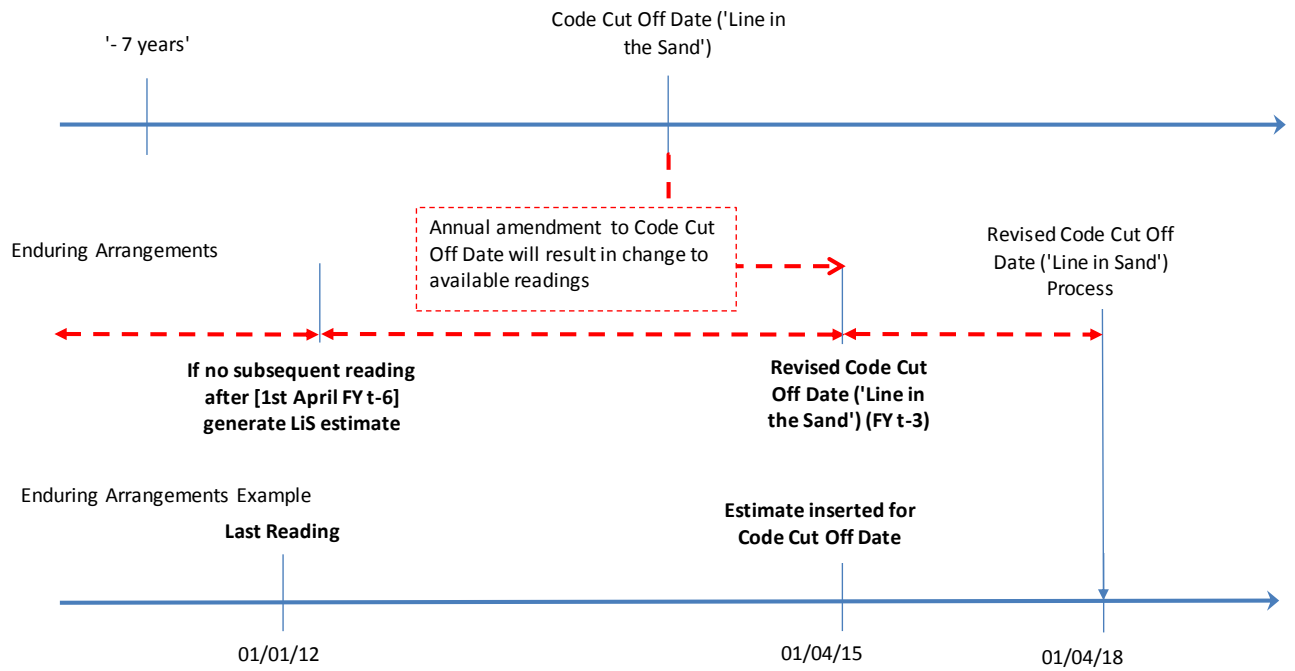 Code Cut Off Date ('Line in
the Sand')
'- 7 years'
Annual amendment to Code Cut
Off Date will result in change to
available readings
Enduring Arrangements
Revised Code Cut Off
Date ('Line in Sand')
Process
If no subsequent reading
after [1st April FY t-6]
generate LiS estimate
Revised Code Cut
Off Date ('Line in
the Sand') (FY t-3)
Enduring Arrangements Example
Last Reading
Estimate inserted for
Code Cut Off Date
01/01/12
01/04/15
01/04/18